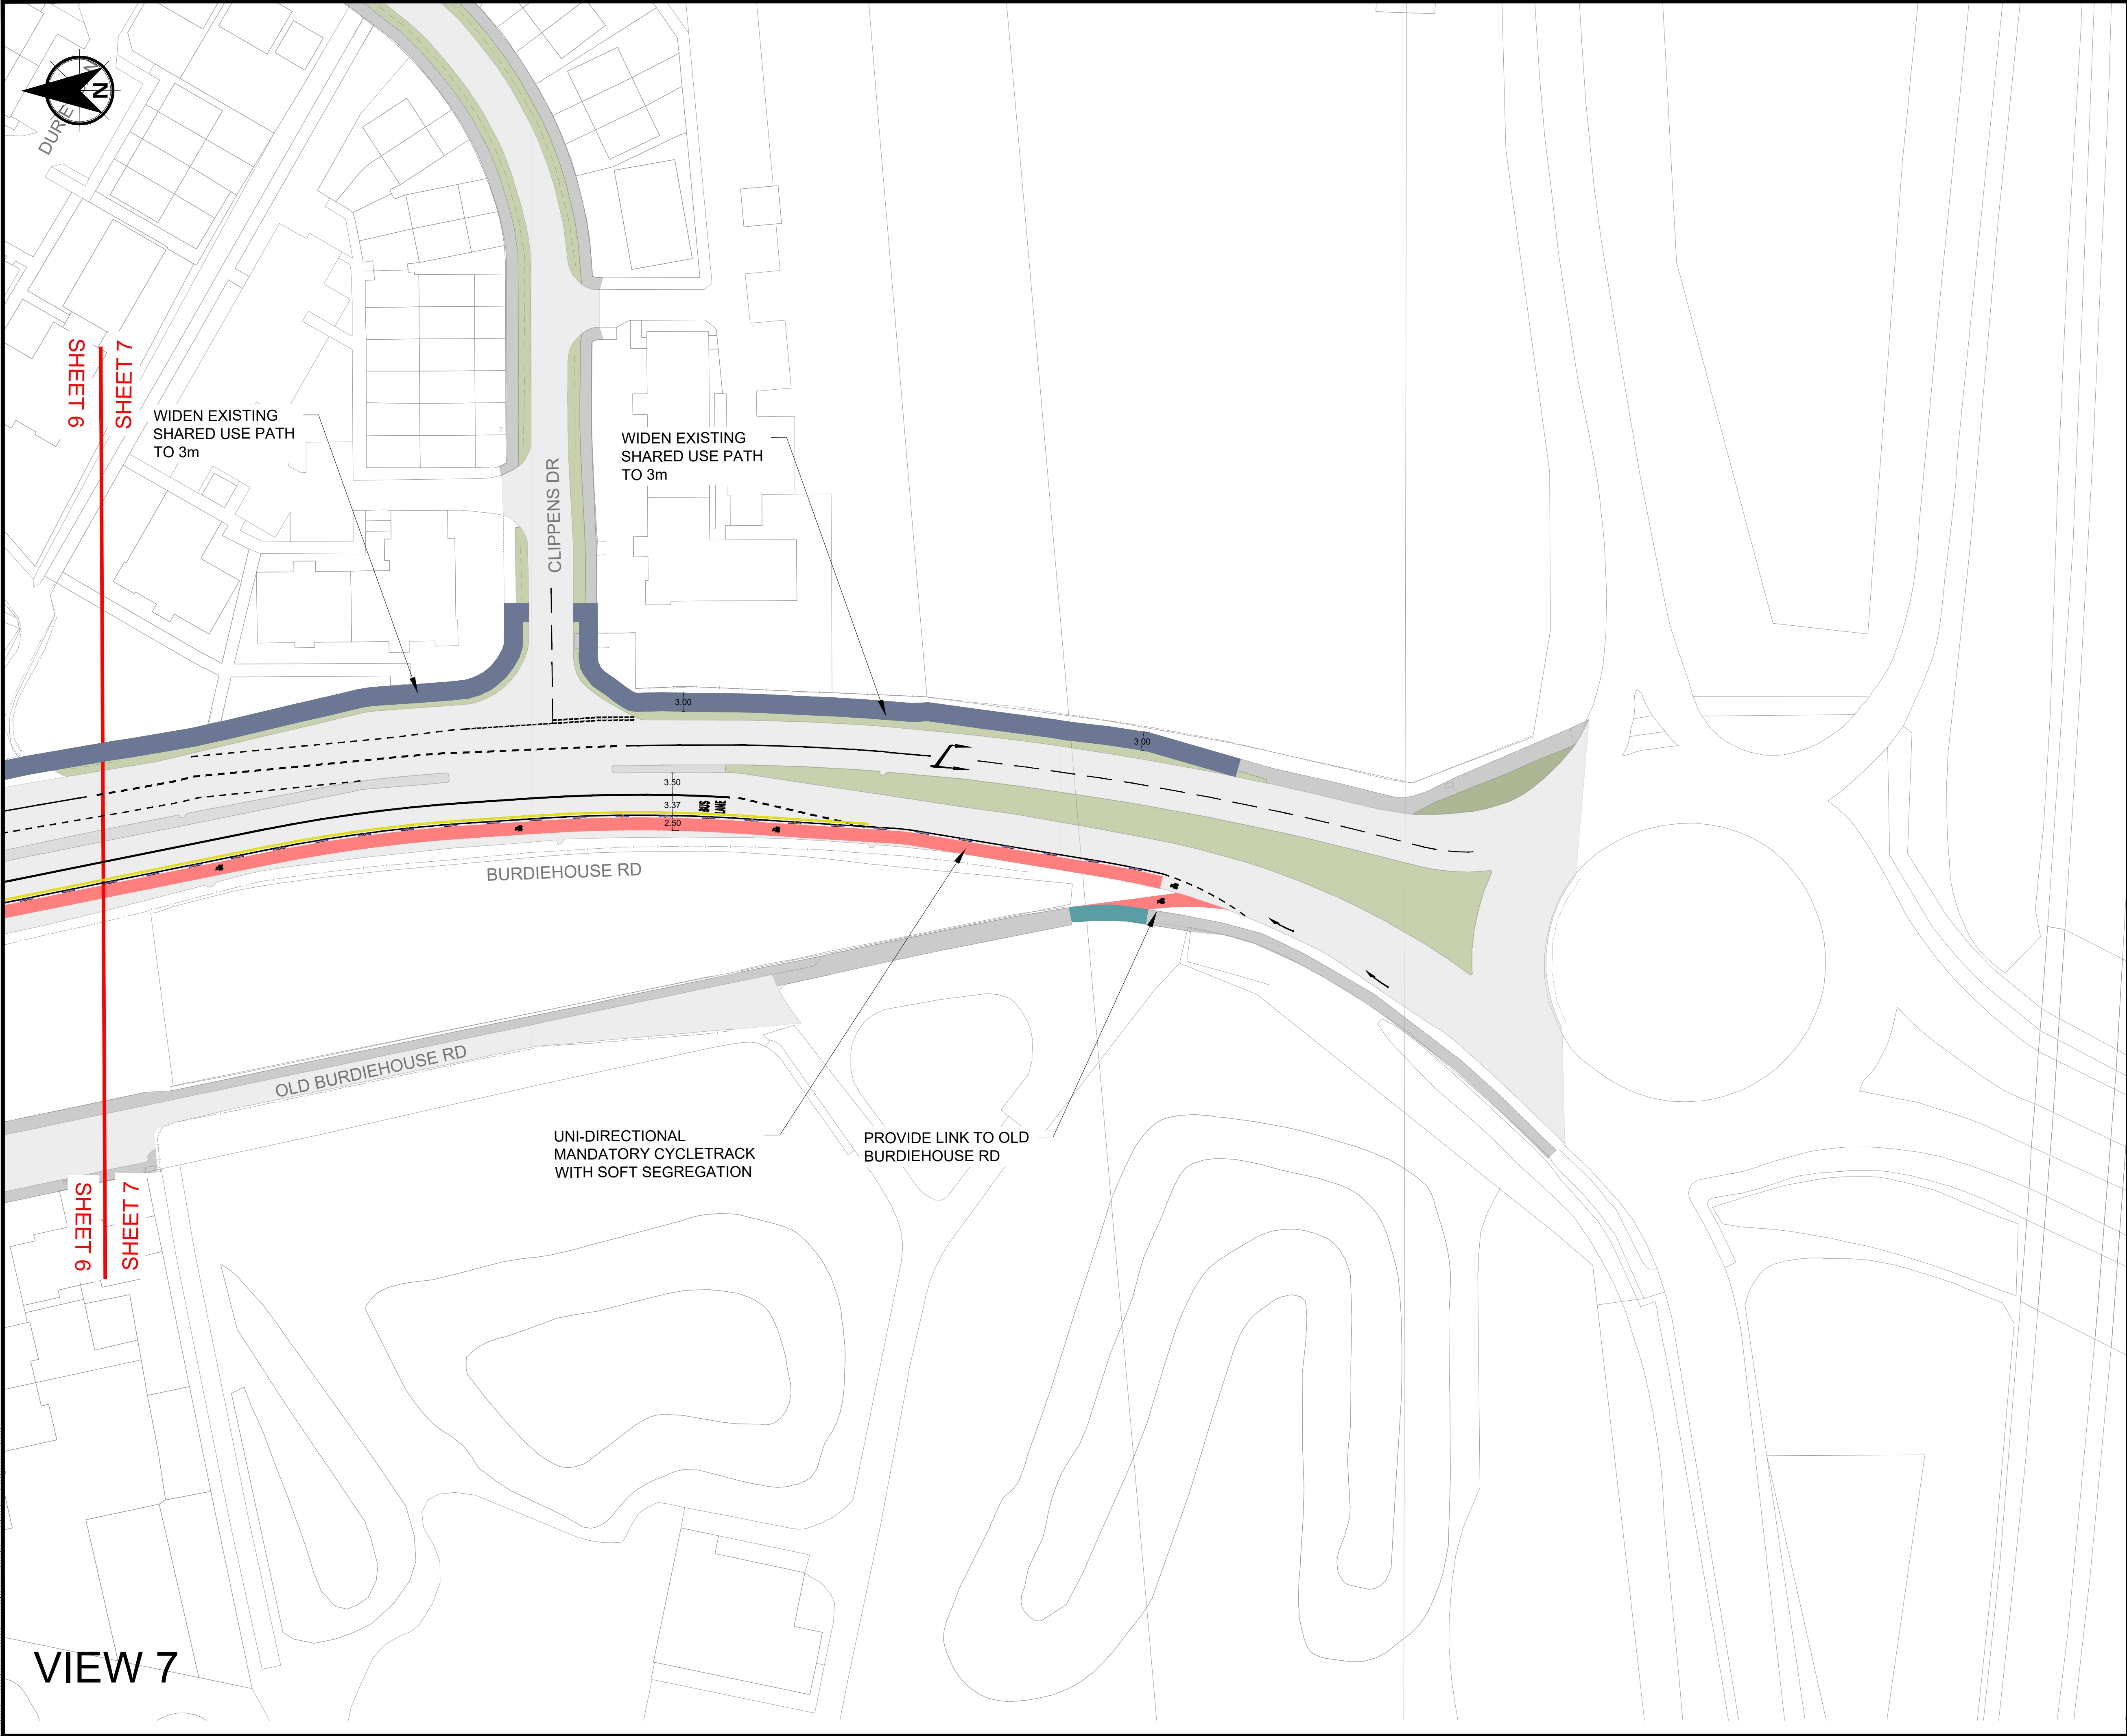 N
SHEET 6
SHEET 7
WIDEN EXISTING
SHARED USE PATH
TO 3m
WIDEN EXISTING
SHARED USE PATH
TO 3m
CLIPPENS DR
3.00
3.00
3.50
3.37
2.50
BUS
LANE
BURDIEHOUSE RD
OLD BURDIEHOUSE RD
UNI-DIRECTIONAL
MANDATORY CYCLETRACK
WITH SOFT SEGREGATION
PROVIDE LINK TO OLD
BURDIEHOUSE RD
SHEET 6
SHEET 7
VIEW 7